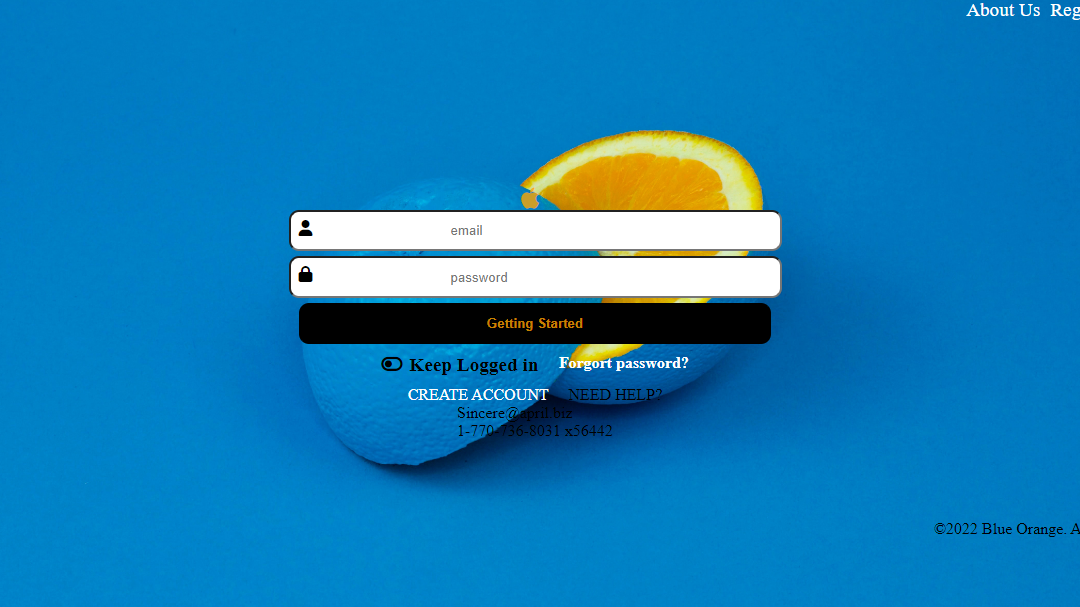 About Us Reg
email
password
Getting Started
Keep Logged in Forgort password?
CREATE ACCOUNT NEED HELP?
Sincere@april.biz
1-770-736-8031 x56442
©2022 Blue Orange. A